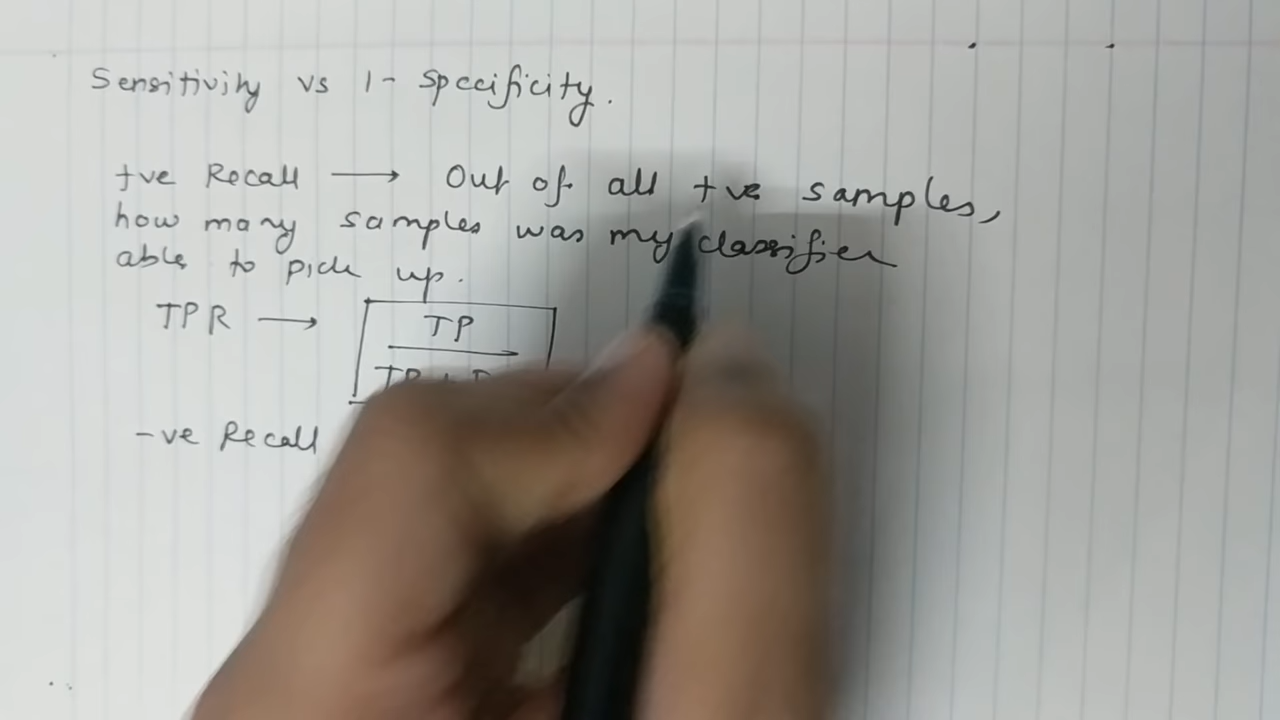 Sensitivity vs 1 - Specificity.
+ve Recall → Out of all +ve samples,
how many samples was my classifier
able to pick up.
TPR → TP
TP +
-ve Recall